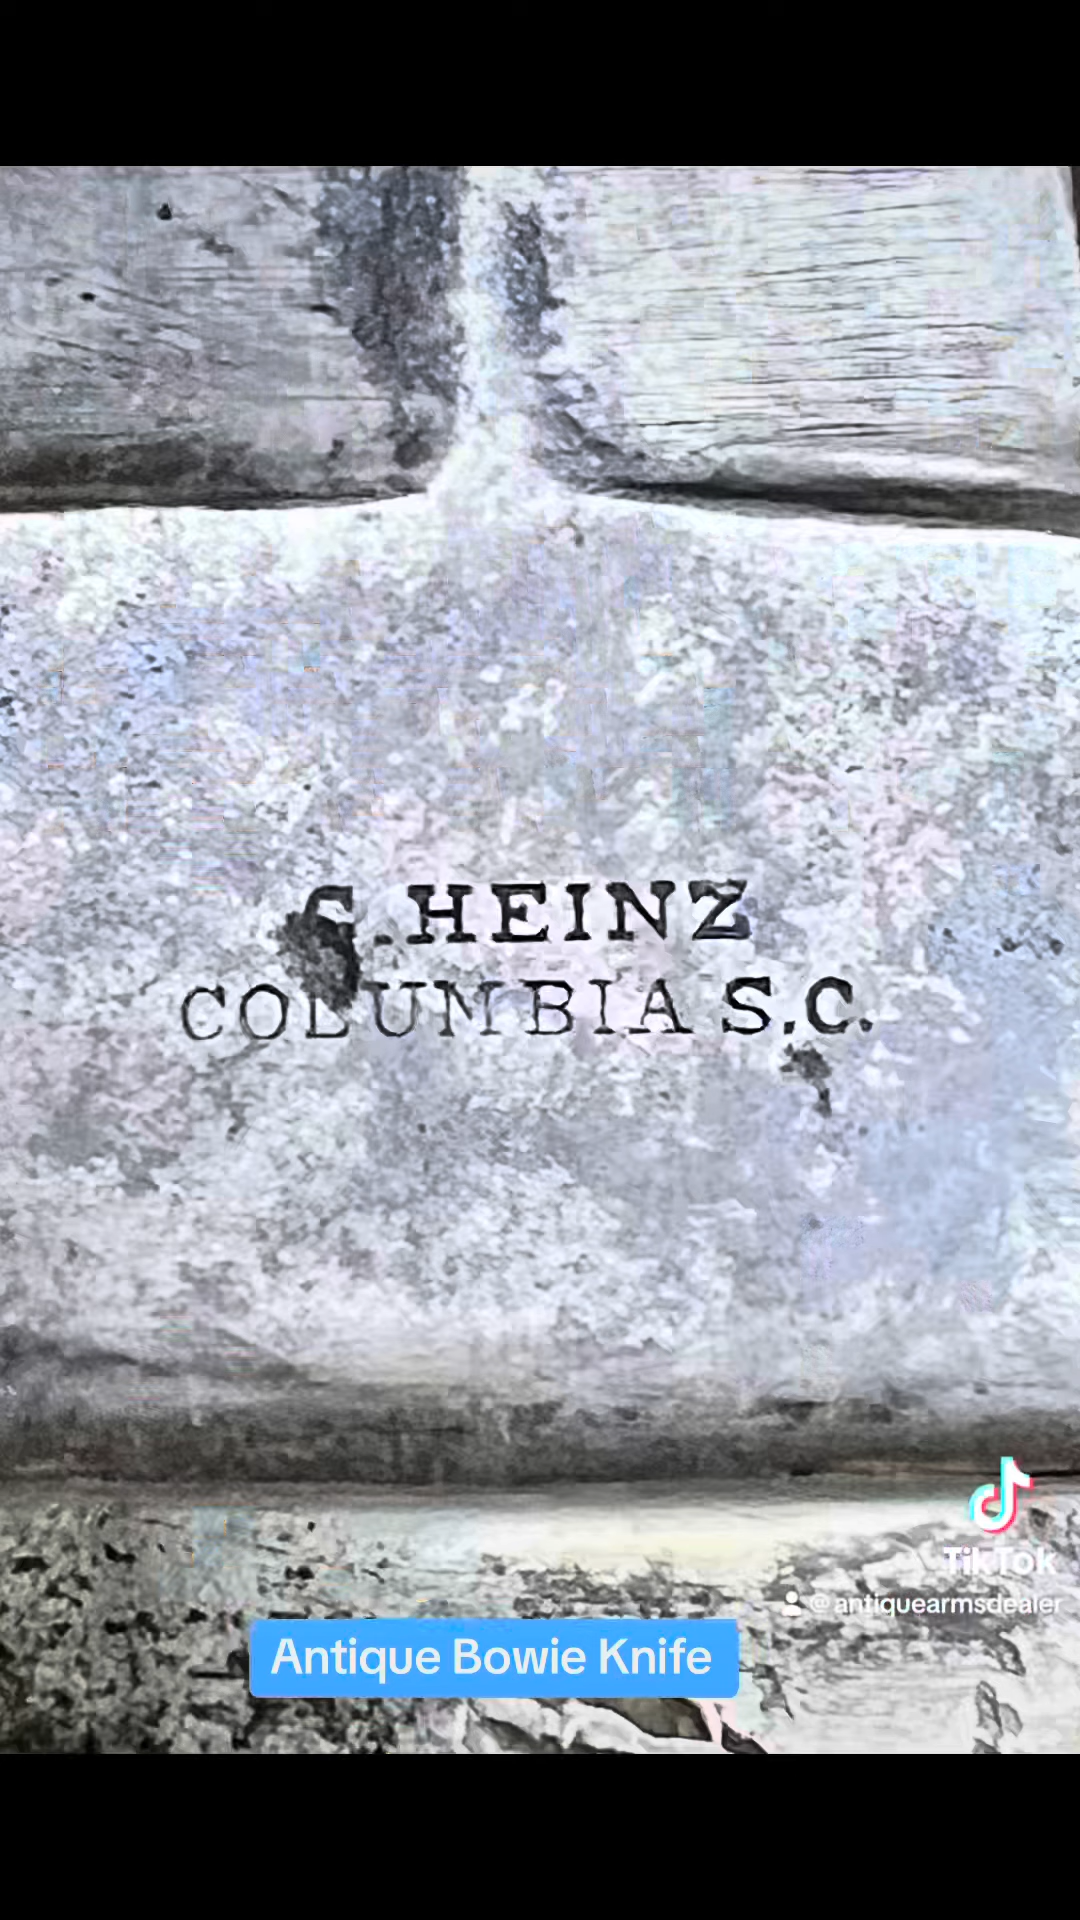 C.HEINZ
COLUMBIA S.C.
TikTok
@antiquearmsdealer
Antique Bowie Knife